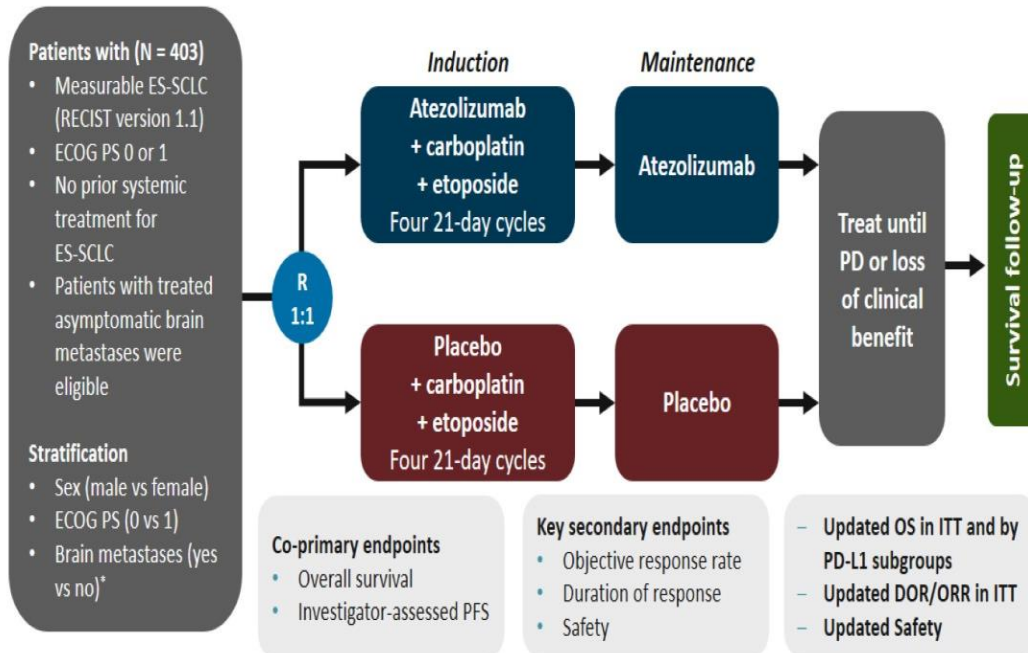 Patients with (N = 403)
• Measurable ES-SCLC
(RECIST version 1.1)
• ECOG PS 0 or 1
• No prior systemic
treatment for
ES-SCLC
• Patients with treated
asymptomatic brain
metastases were
eligible
Stratification
• Sex (male vs female)
• ECOG PS (0 vs 1)
• Brain metastases (yes
vs no)*
R
1:1
Induction
Atezolizumab
+ carboplatin
+ etoposide
Four 21-day cycles
Maintenance
Atezolizumab
Placebo
+ carboplatin
+ etoposide
Four 21-day cycles
Placebo
Treat until
PD or loss
of clinical
benefit
Survival follow-up
Co-primary endpoints
• Overall survival
• Investigator-assessed PFS
Key secondary endpoints
• Objective response rate
• Duration of response
• Safety
– Updated OS in ITT and by
PD-L1 subgroups
– Updated DOR/ORR in ITT
– Updated Safety